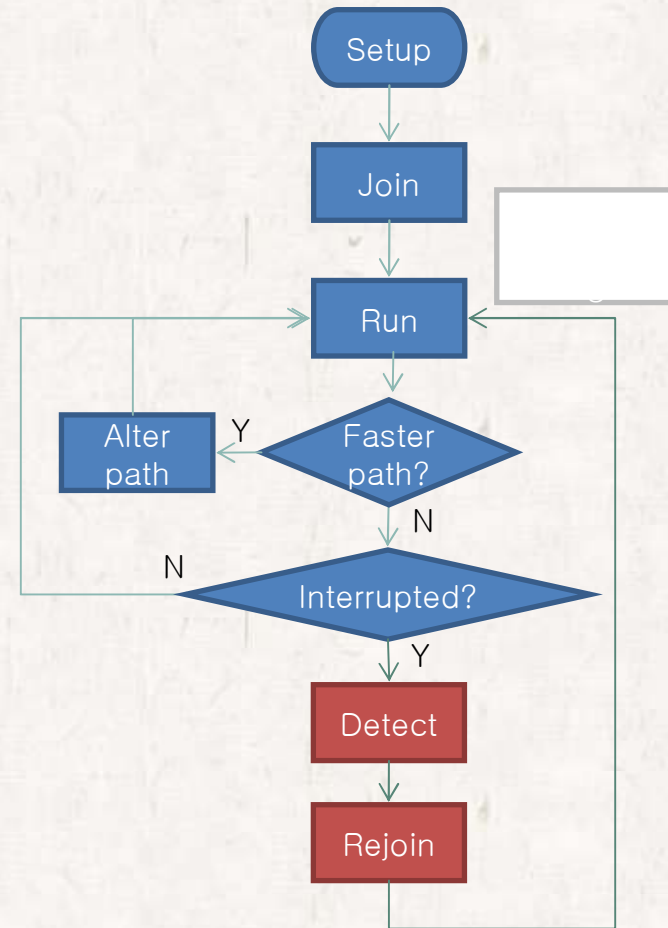 Setup
Join
Run
Alter
path
Y
Faster
path?
N
N
Interrupted?
Y
Detect
Rejoin